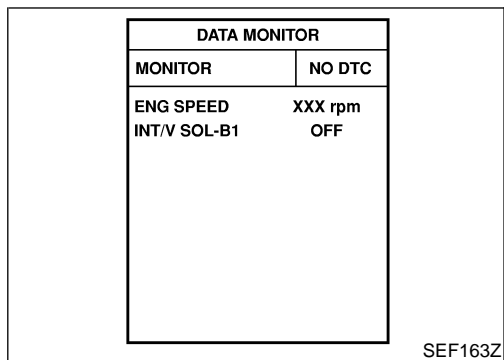 DATA MONITOR
MONITOR NO DTC
ENG SPEED XXX rpm
INT/V SOL-B1 OFF
SEF163Z